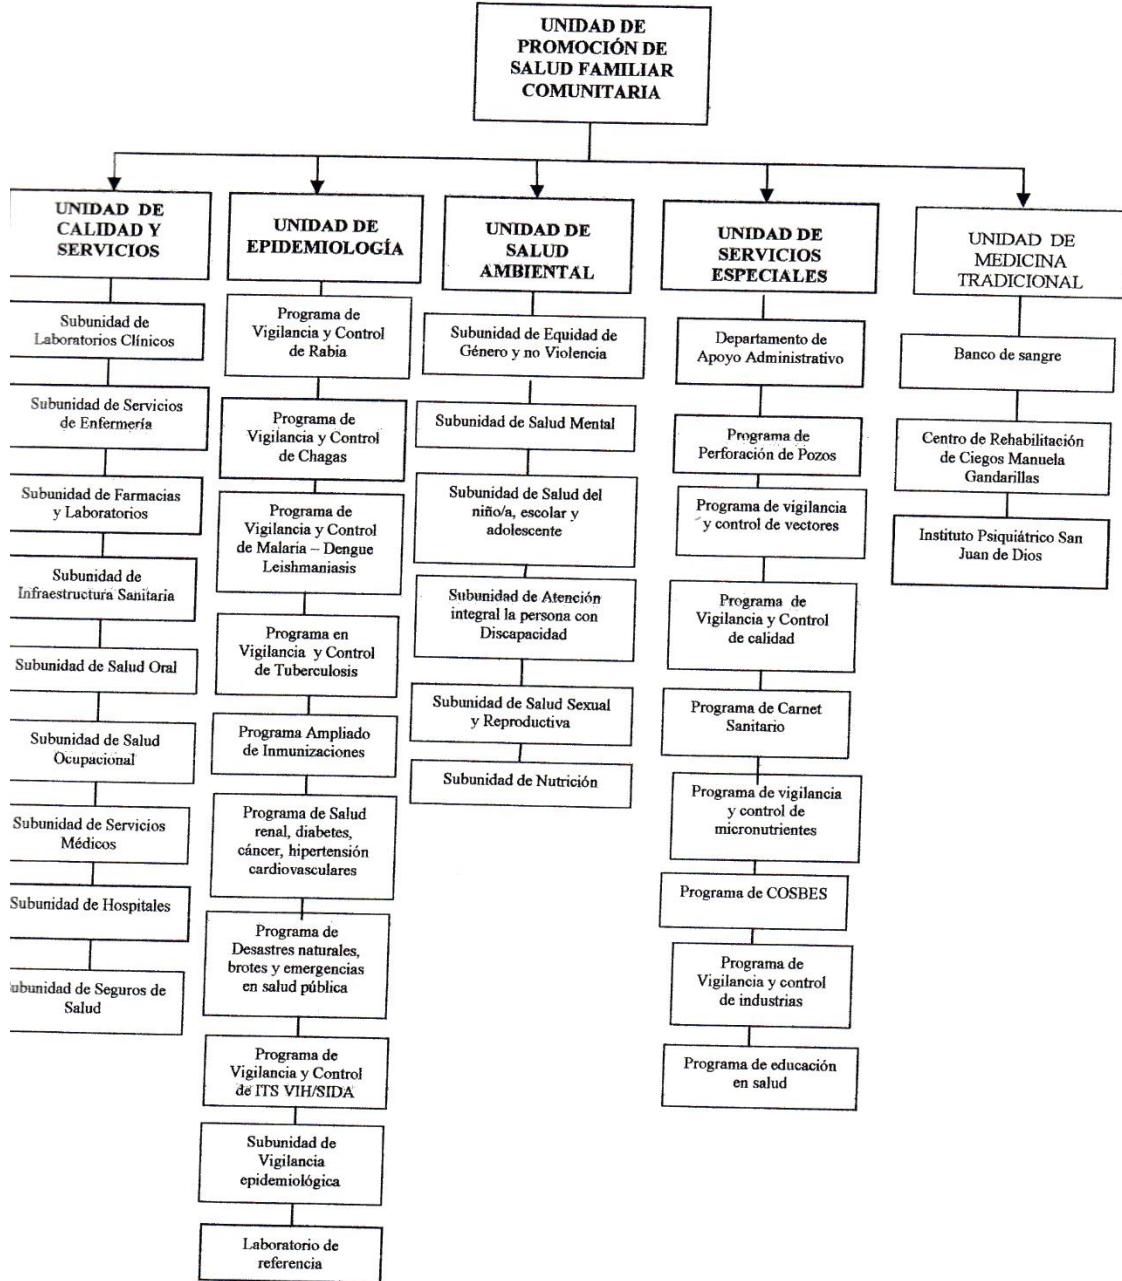 UNIDAD DE
PROMOCIÓN DE
SALUD FAMILIAR
COMUNITARIA
UNIDAD DE
CALIDAD Y
SERVICIOS
Subunidad de
Laboratorios Clínicos
Subunidad de Servicios
de Enfermería
Subunidad de Farmacias
y Laboratorios
Subunidad de
Infraestructura Sanitaria
Subunidad de Salud Oral
Subunidad de Salud
Ocupacional
Subunidad de Servicios
Médicos
Subunidad de Hospitales
ubunidad de Seguros de
Salud
UNIDAD DE
EPIDEMIOLOGÍA
Programa de
Vigilancia y Control
de Rabia
Programa de
Vigilancia y Control
de Chagas
Programa de
Vigilancia y Control
de Malaria – Dengue
Leishmaniasis
Programa en
Vigilancia y Control
de Tuberculosis
Programa Ampliado
de Inmunizaciones
Programa de Salud
renal, diabetes,
cáncer, hipertensión
cardiovasculares
Programa de
Desastres naturales,
brotes y emergencias
en salud pública
Programa de
Vigilancia y Control
de ITS VIH/SIDA
Subunidad de
Vigilancia
epidemiológica
Laboratorio de
referencia
UNIDAD DE
SALUD
AMBIENTAL
Subunidad de Equidad de
Género y no Violencia
Subunidad de Salud Mental
Subunidad de Salud del
niño/a, escolar y
adolescente
Subunidad de Atención
integral la persona con
Discapacidad
Subunidad de Salud Sexual
y Reproductiva
Subunidad de Nutrición
UNIDAD DE
SERVICIOS
ESPECIALES
Departamento de
Apoyo Administrativo
Programa de
Perforación de Pozos
Programa de vigilancia
y control de vectores
Programa de
Vigilancia y Control
de calidad
Programa de Carnet
Sanitario
Programa de vigilancia
y control de
micronutrientes
Programa de COSBES
Programa de
Vigilancia y control
de industrias
Programa de educación
en salud
UNIDAD DE
MEDICINA
TRADICIONAL
Banco de sangre
Centro de Rehabilitación
de Ciegos Manuela
Gandarillas
Instituto Psiquiátrico San
Juan de Dios